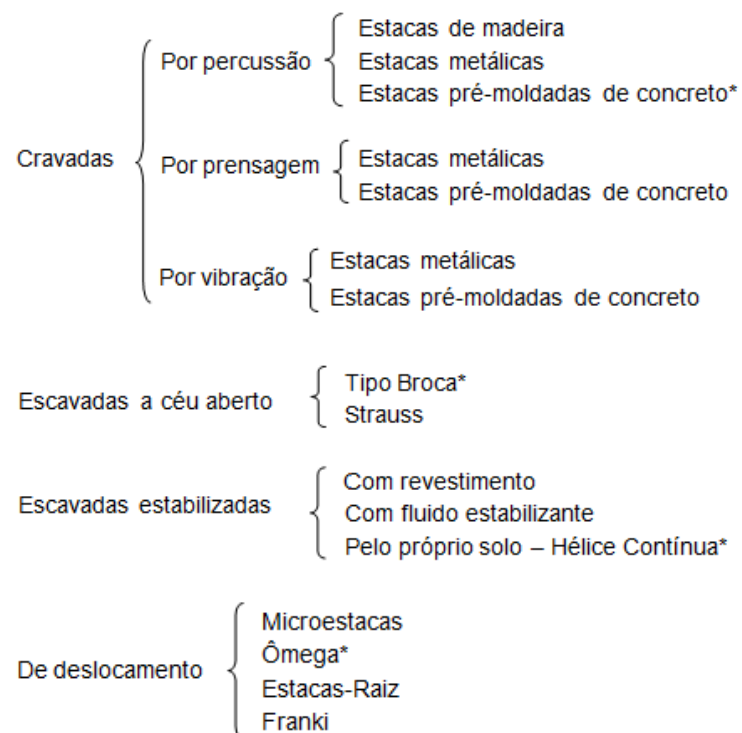 Cravadas
Por percussão
Estacas de madeira
Estacas metálicas
Estacas pré-moldadas de concreto*
Por prensagem
Estacas metálicas
Estacas pré-moldadas de concreto
Por vibração
Estacas metálicas
Estacas pré-moldadas de concreto
Escavadas a céu aberto
Tipo Broca*
Strauss
Escavadas estabilizadas
Com revestimento
Com fluido estabilizante
Pelo próprio solo – Hélice Contínua*
De deslocamento
Microestacas
Ômega*
Estacas-Raiz
Franki